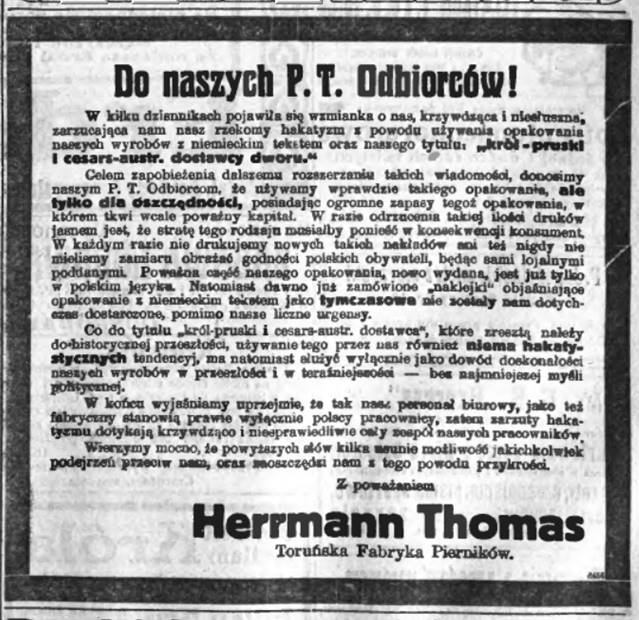 Do naszych P. T. Odbiorców!
W kilku dziennikach pojawiła się wzmianka o nas, krzywdząca i niesłuszna,
zarzucająca nam nasz rzekomy hakatyzm z powodu używania opakowania
naszych wyrobów z niemieckim tekstem oraz naszego tytułu: „król-pruski
i cesars-austr. dostawcy dworu.“
Celem zapobieżenia dalszemu rozszerzaniu takich wiadomości, donosimy
naszym P. T. Odbiorcom, że używamy wprawdzie takiego opakowania, ale
tylko dla oszczędności, posiadając ogromne zapasy tegoż opakowania, w
którem tkwi wcale poważny kapitał. W razie odrzucenia takiej ilości druków
jasnem jest, że stratę tego rodzaju musiałby ponieść w konsekwencji konsument.
W każdym razie nie drukujemy nowych takich nakładów ani też nigdy nie
mieliśmy zamiaru obrażać godności polskich obywateli, będąc sami lojalnymi
poddanymi. Poważna część naszego opakowania, nowo wydana, jest już tylko
w polskim języku. Natomiast dawno już zamówione „naklejki“ objaśniające
opakowanie z niemieckim tekstem jako tymczasowe nie zostały nam dotych-
czas dostarczone, pomimo nasze liczne urgensy.
Co do tytułu „król-pruski i cesars-austr. dostawca“, które zresztą należy
do historycznej przeszłości, używanie tego przez nas również niema hakaty-
stycznych tendencyj, ma natomiast służyć wyłącznie jako dowód doskonałości
naszych wyrobów w przeszłości i w teraźniejszości — bez najmniejszej myśli
politycznej.
W końcu wyjaśniamy uprzejmie, że tak nasz personal biurowy, jako też
fabryczny stanowią prawie wyłącznie polscy pracownicy, zatem zarzuty haka-
tyzmu dotykają krzywdząco i niesprawiedliwie cały zespół naszych pracowników.
Wierzymy mocno, że powyższych słów kilka usunie możliwość jakichkolwiek
podejrzeń przeciw nam, oraz zaoszczędzi nam z tego powodu przykrości.
Z poważaniem
Herrmann Thomas
Toruńska Fabryka Pierników.